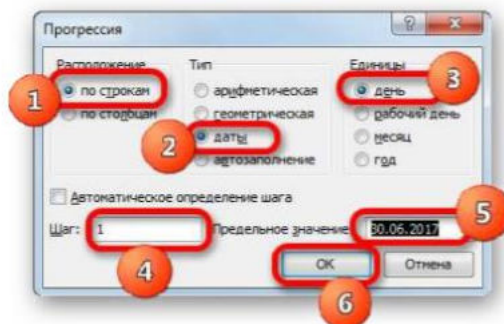 Прогрессия
Расположение Тип Единицы
1 по строкам арифметическая 3 день
по столбцам геометрическая рабочий день
2 даты месяц
автозаполнение год
Автоматическое определение шага
Шаг: 1 Предельное значение: 30.06.2017 5
4 ОК Отмена
6